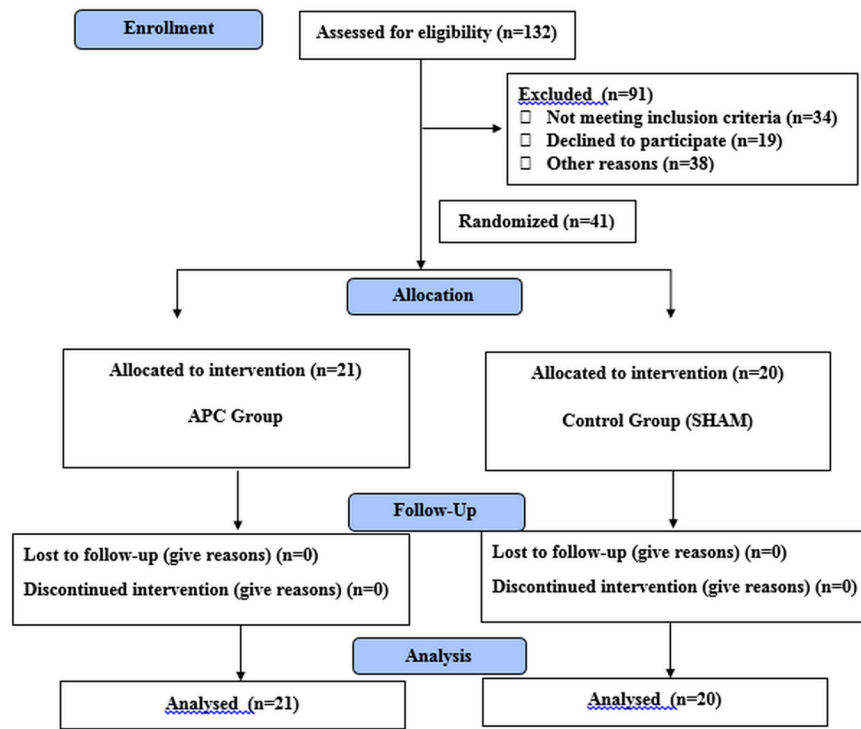 Enrollment
Assessed for eligibility (n=132)
Excluded (n=91)
□ Not meeting inclusion criteria (n=34)
□ Declined to participate (n=19)
□ Other reasons (n=38)
Randomized (n=41)
Allocation
Allocated to intervention (n=21)
APC Group
Allocated to intervention (n=20)
Control Group (SHAM)
Follow-Up
Lost to follow-up (give reasons) (n=0)
Discontinued intervention (give reasons) (n=0)
Lost to follow-up (give reasons) (n=0)
Discontinued intervention (give reasons) (n=0)
Analysis
Analysed (n=21)
Analysed (n=20)